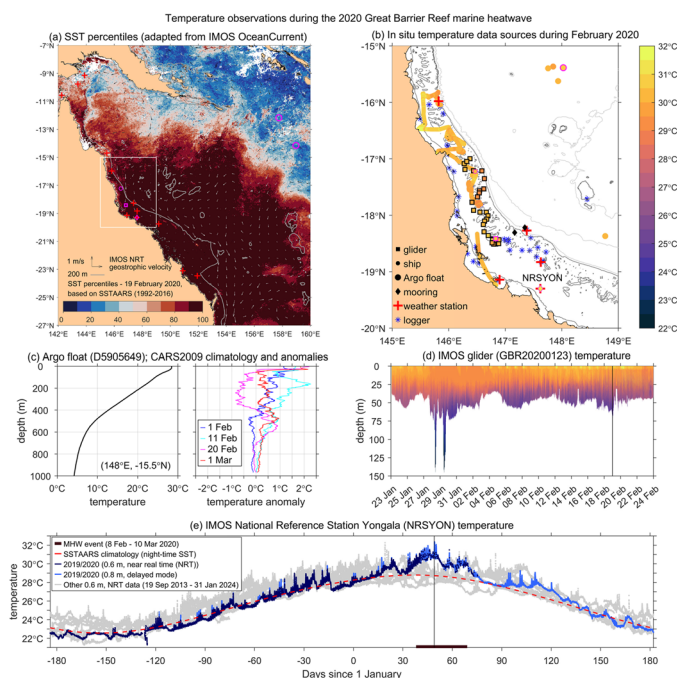 Temperature observations during the 2020 Great Barrier Reef marine heatwave
(a) SST percentiles (adapted from IMOS OceanCurrent)
-7°N
-9°N
-11°N
-13°N
-15°N
-17°N
-19°N
-21°N
-23°N
-25°N
-27°N
1 m/s
IMOS NRT
geostrophic velocity
200 m
SST percentiles - 19 February 2020,
based on SSTAARS (1992-2016)
0 20 40 60 80 100
142°E 144°E 146°E 148°E 150°E 152°E 154°E 156°E 158°E 160°E
(b) In situ temperature data sources during February 2020
-15°N
-16°N
-17°N
-18°N
-19°N
-20°N
glider
ship
Argo float
mooring
weather station
logger
NRSYON
145°E 146°E 147°E 148°E 149°E
32°C
31°C
30°C
29°C
28°C
27°C
26°C
25°C
24°C
23°C
22°C
(c) Argo float (D5905649); CARS2009 climatology and anomalies
depth (m)
0
200
400
600
800
1000
(148°E, -15.5°N)
0°C 10°C 20°C 30°C
temperature
1 Feb
11 Feb
20 Feb
1 Mar
-2°C -1°C 0°C 1°C 2°C
temperature anomaly
(d) IMOS glider (GBR20200123) temperature
depth (m)
0
25
50
75
100
125
150
23 Jan 25 Jan 27 Jan 29 Jan 31 Jan 02 Feb 04 Feb 06 Feb 08 Feb 10 Feb 12 Feb 14 Feb 16 Feb 18 Feb 20 Feb 22 Feb 24 Feb
(e) IMOS National Reference Station Yongala (NRSYON) temperature
temperature
32°C
30°C
28°C
26°C
24°C
22°C
MHW event (8 Feb - 10 Mar 2020)
SSTAARS climatology (night-time SST)
2019/2020 (0.6 m, near real time (NRT))
2019/2020 (0.8 m, delayed mode)
Other 0.6 m, NRT data (19 Sep 2013 - 31 Jan 2024)
-180 -150 -120 -90 -60 -30 0 30 60 90 120 150 180
Days since 1 January